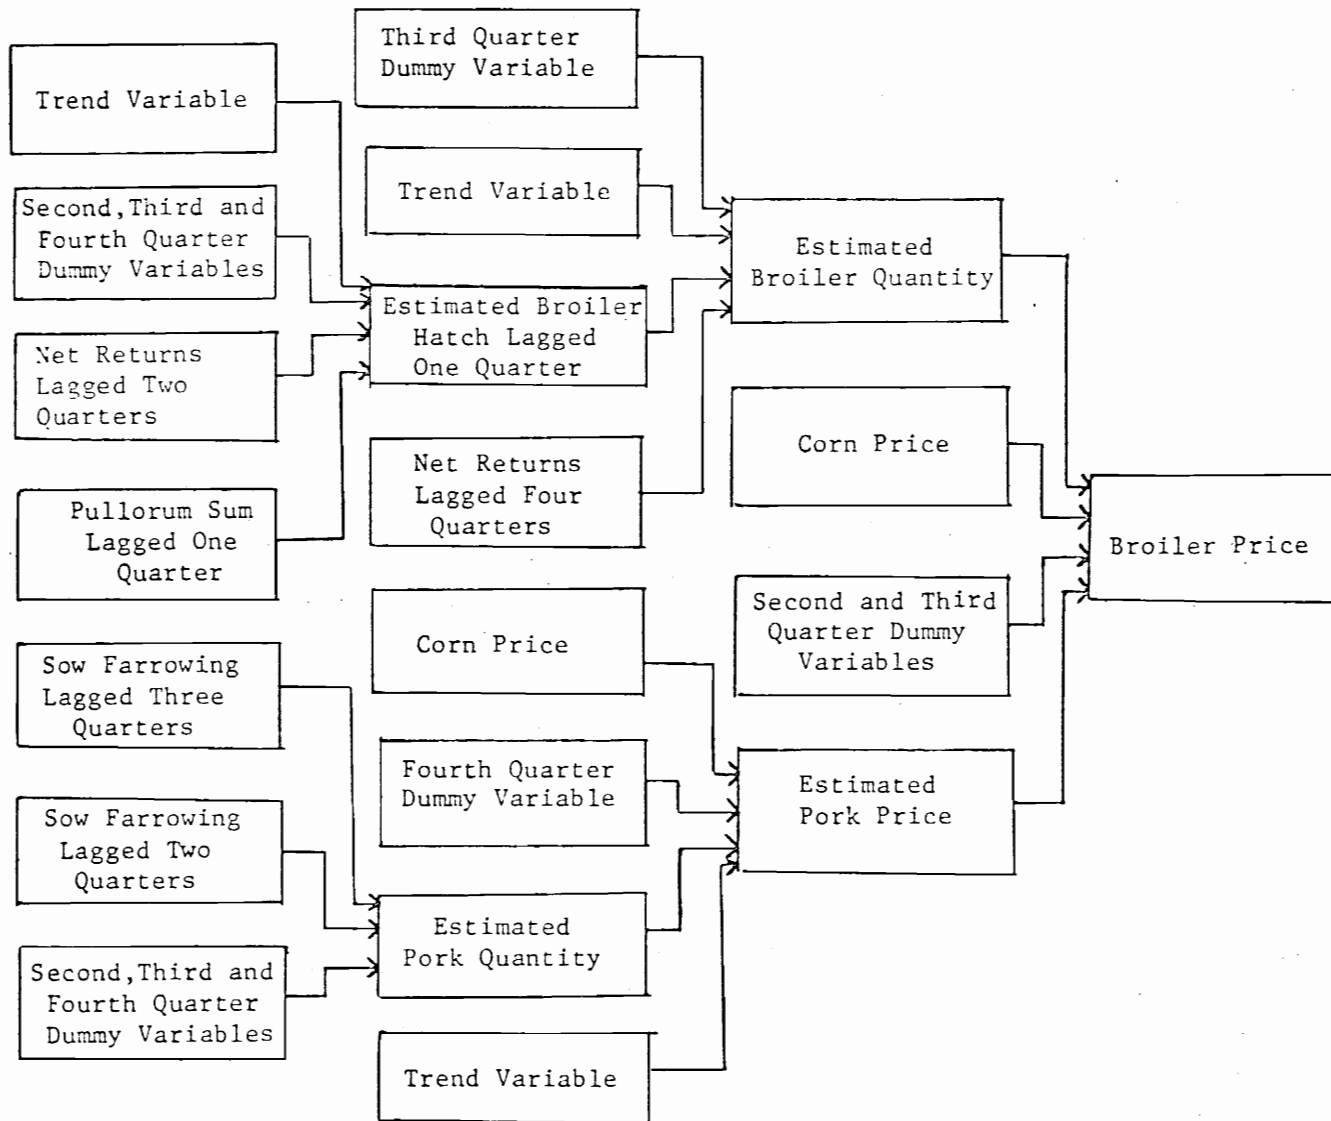 Trend Variable
Second,Third and
Fourth Quarter
Dummy Variables
Net Returns
Lagged Two
Quarters
Pullorum Sum
Lagged One
Quarter
Sow Farrowing
Lagged Three
Quarters
Sow Farrowing
Lagged Two
Quarters
Second,Third and
Fourth Quarter
Dummy Variables
Third Quarter
Dummy Variable
Trend Variable
Estimated Broiler
Hatch Lagged
One Quarter
Net Returns
Lagged Four
Quarters
Corn Price
Fourth Quarter
Dummy Variable
Estimated
Pork Quantity
Trend Variable
Estimated
Broiler Quantity
Corn Price
Second and Third
Quarter Dummy
Variables
Estimated
Pork Price
Broiler Price